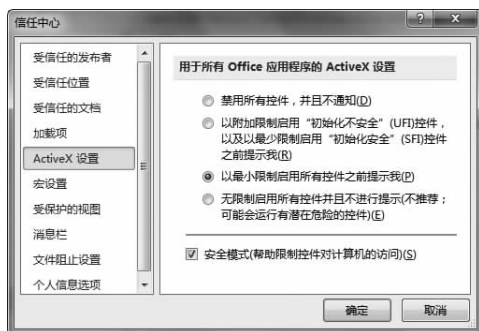 信任中心
?
x
受信任的发布者
受信任位置
受信任的文档
加载项
ActiveX 设置
宏设置
受保护的视图
消息栏
文件阻止设置
个人信息选项
用于所有 Office 应用程序的 ActiveX 设置
禁用所有控件，并且不通知(D)
以附加限制启用“初始化不安全”(UFI)控件，
以及以最少限制启用“初始化安全”(SFI)控件
之前提示我(R)
以最小限制启用所有控件之前提示我(P)
无限制启用所有控件并且不进行提示(不推荐；
可能会运行有潜在危险的控件)(E)
安全模式(帮助限制控件对计算机的访问)(S)
确定
取消